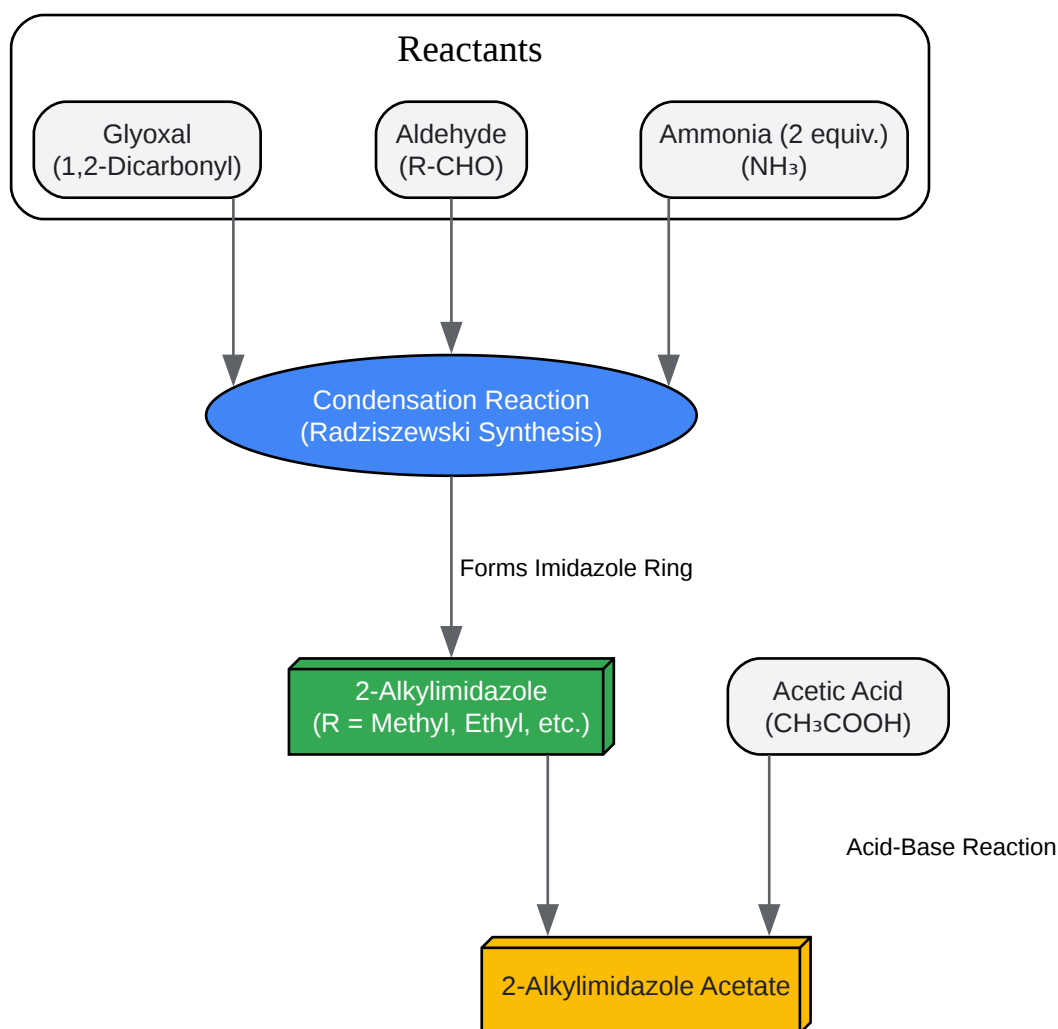 Reactants
Glyoxal
(1,2-Dicarbonyl)
Aldehyde
(R-CHO)
Ammonia (2 equiv.)
(NH₃)
Condensation Reaction
(Radziszewski Synthesis)
Forms Imidazole Ring
2-Alkylimidazole
(R = Methyl, Ethyl, etc.)
Acetic Acid
(CH₃COOH)
Acid-Base Reaction
2-Alkylimidazole Acetate